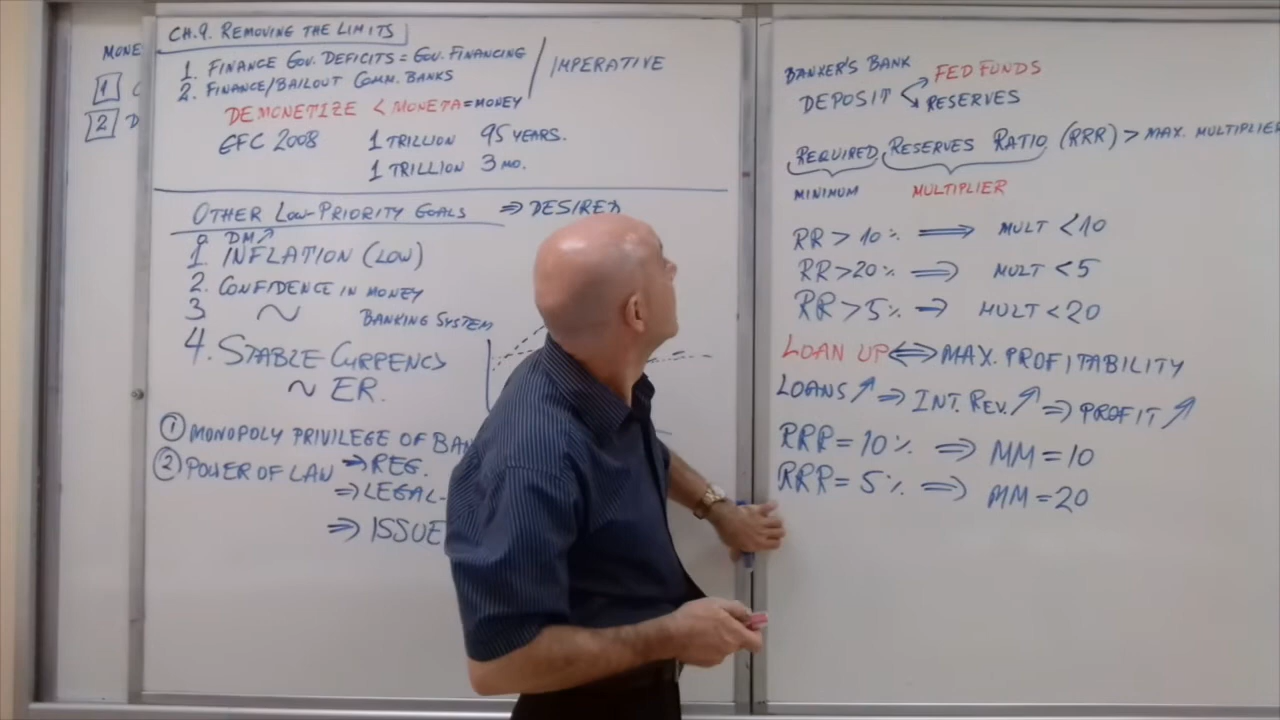 MONE
1 C
2 D
CH.9. REMOVING THE LIMITS
1. FINANCE GOV. DEFICITS = GOV. FINANCING
2. FINANCE/BAILOUT COMM. BANKS
IMPERATIVE
DEMONETIZE < MONETA = MONEY
GFC 2008 1 TRILLION 95 YEARS.
1 TRILLION 3 MO.
OTHER LOW-PRIORITY GOALS ⇒ DESIRED
0 DM↗
1. INFLATION (LOW)
2. CONFIDENCE IN MONEY
3 ~ BANKING SYSTEM
4. STABLE CURRENCY
~ ER.
① MONOPOLY PRIVILEGE OF BAN
② POWER OF LAW ⇒ REG.
⇒ LEGAL-
⇒ ISSUE
BANKER'S BANK
DEPOSIT FED FUNDS
RESERVES
REQUIRED RESERVES RATIO (RRR) > MAX. MULTIPLIER
MINIMUM MULTIPLIER
RR > 10% ⇒ MULT < 10
RR > 20% ⇒ MULT < 5
RR > 5% ⇒ MULT < 20
LOAN UP ⇔ MAX. PROFITABILITY
LOANS ↗ ⇒ INT. REV. ↗ ⇒ PROFIT ↗
RRR = 10% ⇒ MM = 10
RRR = 5% ⇒ MM = 20